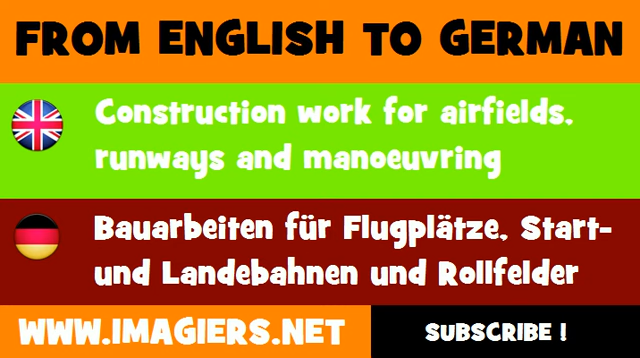 FROM ENGLISH TO GERMAN
Construction work for airfields,
runways and manoeuvring
Bauarbeiten für Flugplätze, Start-
und Landebahnen und Rollfelder
WWW.IMAGIERS.NET
SUBSCRIBE !